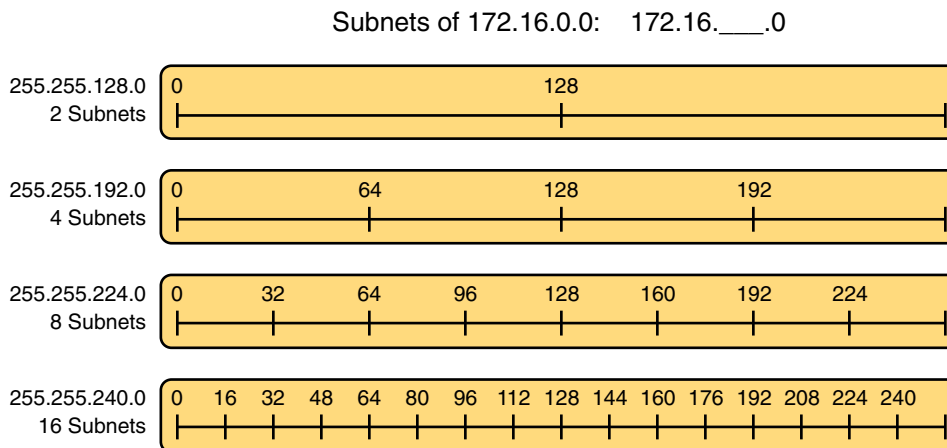 Subnets of 172.16.0.0: 172.16.___.0
255.255.128.0
2 Subnets
0 128
255.255.192.0
4 Subnets
0 64 128 192
255.255.224.0
8 Subnets
0 32 64 96 128 160 192 224
255.255.240.0
16 Subnets
0 16 32 48 64 80 96 112 128 144 160 176 192 208 224 240